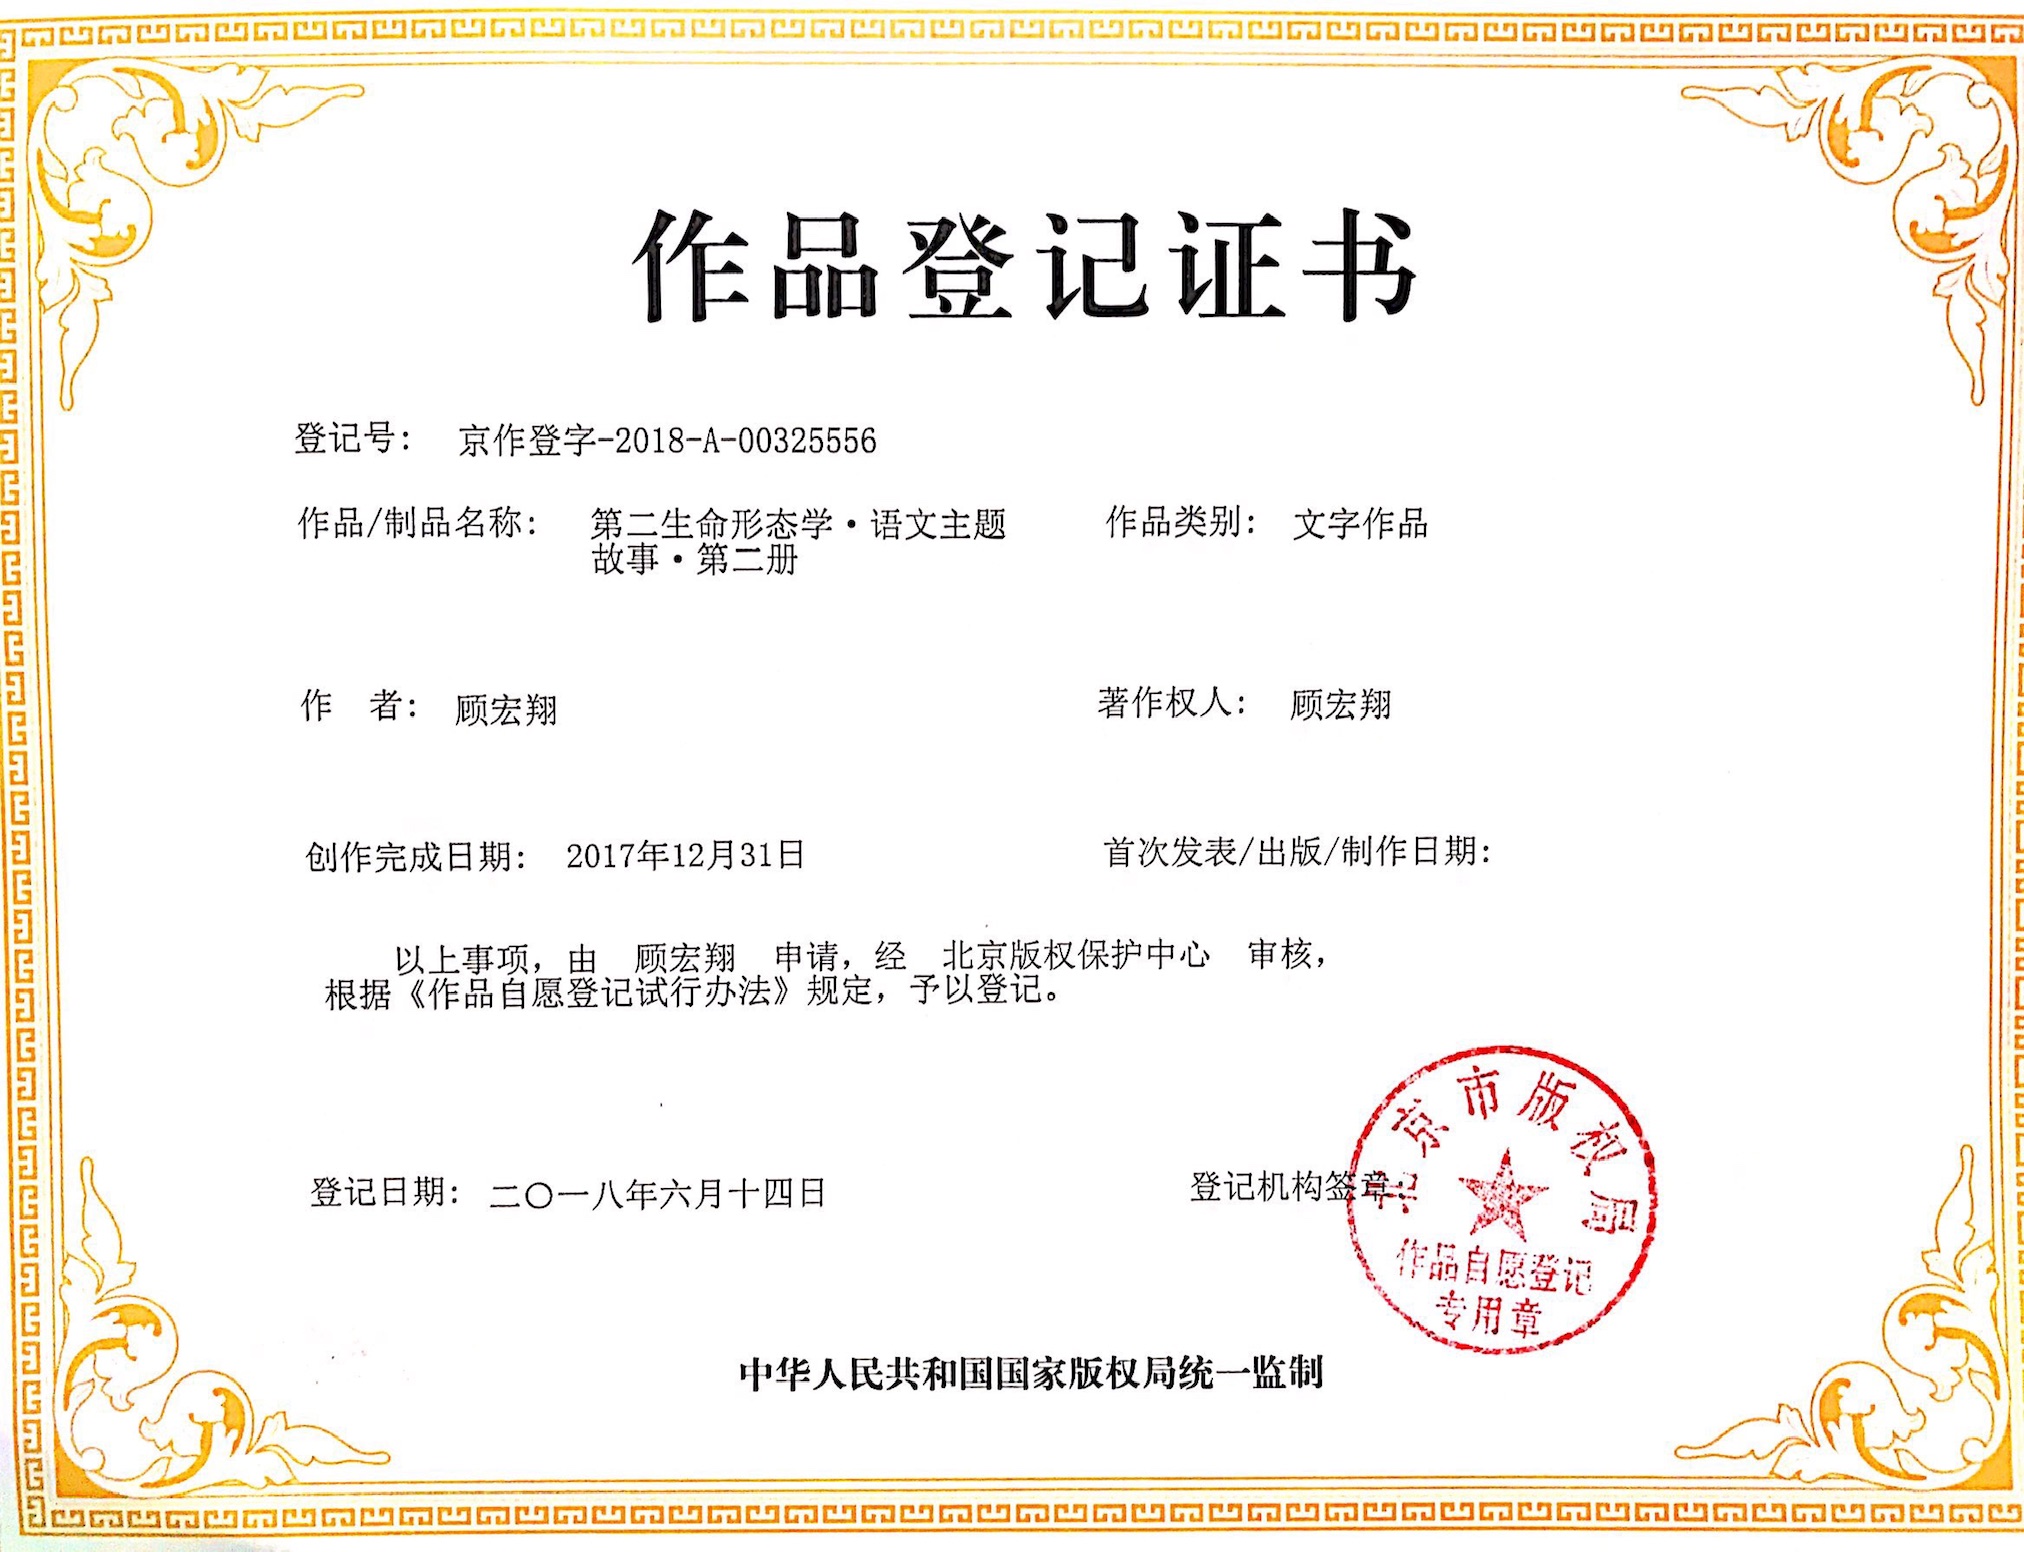 作品登记证书
登记号： 京作登字-2018-A-00325556
作品/制品名称： 第二生命形态学·语文主题
故事·第二册
作品类别： 文字作品
作 者： 顾宏翔
著作权人： 顾宏翔
创作完成日期： 2017年12月31日
首次发表/出版/制作日期：
以上事项，由 顾宏翔 申请，经 北京版权保护中心 审核，
根据《作品自愿登记试行办法》规定，予以登记。
登记日期： 二〇一八年六月十四日
登记机构签章：
北京市版权局
作品自愿登记
专用章
中华人民共和国国家版权局统一监制